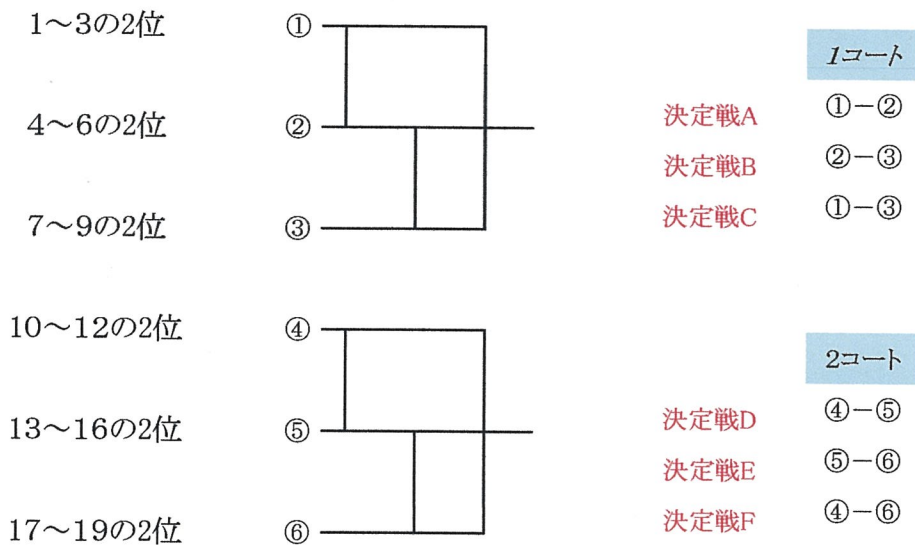 1～3の2位 ①
1コート
4～6の2位 ② 決定戦A ①－②
決定戦B ②－③
7～9の2位 ③ 決定戦C ①－③
10～12の2位 ④
2コート
13～16の2位 ⑤ 決定戦D ④－⑤
決定戦E ⑤－⑥
17～19の2位 ⑥ 決定戦F ④－⑥